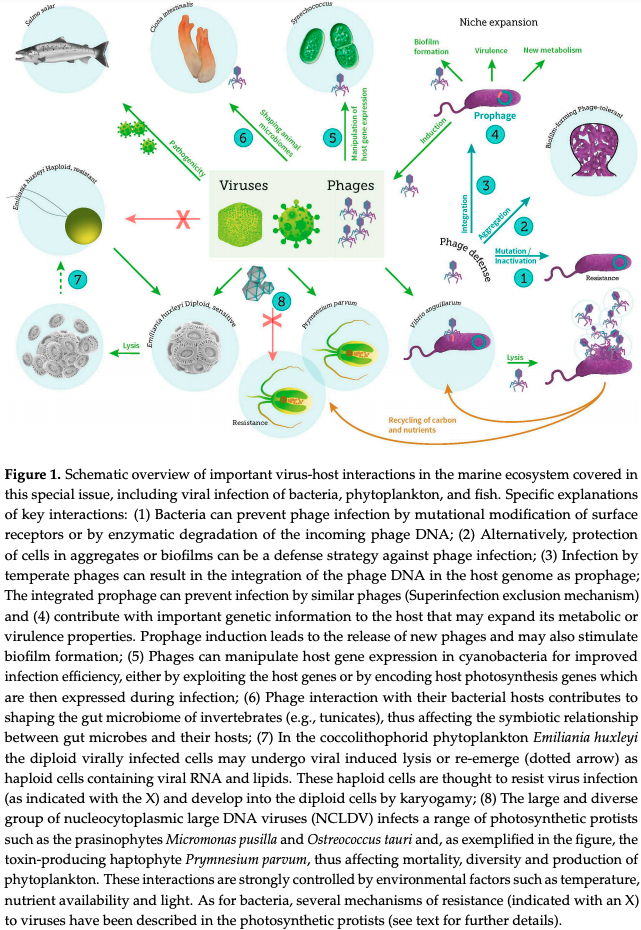 Salmo salar
Ciona intestinalis
Synechococcus
Niche expansion
Biofilm
formation
Virulence
New metabolism
Prophage
4
Biofilm-forming Phage-tolerant
Pathogenicity
6
Shaping animal
microbiomes
5
Manipulation of
host gene expression
Induction
3
Integration
Aggregation
2
Emiliania huxleyi Haploid, resistant
X
Viruses
Phages
Phage defense
Mutation /
Inactivation
1
Resistance
7
8
X
Lysis
Emiliania huxleyi Diploid, sensitive
Prymnesium parvum
Vibrio anguillarum
Lysis
Resistance
Recycling of carbon
and nutrients
Figure 1. Schematic overview of important virus-host interactions in the marine ecosystem covered in
this special issue, including viral infection of bacteria, phytoplankton, and fish. Specific explanations
of key interactions: (1) Bacteria can prevent phage infection by mutational modification of surface
receptors or by enzymatic degradation of the incoming phage DNA; (2) Alternatively, protection
of cells in aggregates or biofilms can be a defense strategy against phage infection; (3) Infection by
temperate phages can result in the integration of the phage DNA in the host genome as prophage;
The integrated prophage can prevent infection by similar phages (Superinfection exclusion mechanism)
and (4) contribute with important genetic information to the host that may expand its metabolic or
virulence properties. Prophage induction leads to the release of new phages and may also stimulate
biofilm formation; (5) Phages can manipulate host gene expression in cyanobacteria for improved
infection efficiency, either by exploiting the host genes or by encoding host photosynthesis genes which
are then expressed during infection; (6) Phage interaction with their bacterial hosts contributes to
shaping the gut microbiome of invertebrates (e.g., tunicates), thus affecting the symbiotic relationship
between gut microbes and their hosts; (7) In the coccolithophorid phytoplankton Emiliania huxleyi
the diploid virally infected cells may undergo viral induced lysis or re-emerge (dotted arrow) as
haploid cells containing viral RNA and lipids. These haploid cells are thought to resist virus infection
(as indicated with the X) and develop into the diploid cells by karyogamy; (8) The large and diverse
group of nucleocytoplasmic large DNA viruses (NCLDV) infects a range of photosynthetic protists
such as the prasinophytes Micromonas pusilla and Ostreococcus tauri and, as exemplified in the figure, the
toxin-producing haptophyte Prymnesium parvum, thus affecting mortality, diversity and production of
phytoplankton. These interactions are strongly controlled by environmental factors such as temperature,
nutrient availability and light. As for bacteria, several mechanisms of resistance (indicated with an X)
to viruses have been described in the photosynthetic protists (see text for further details).